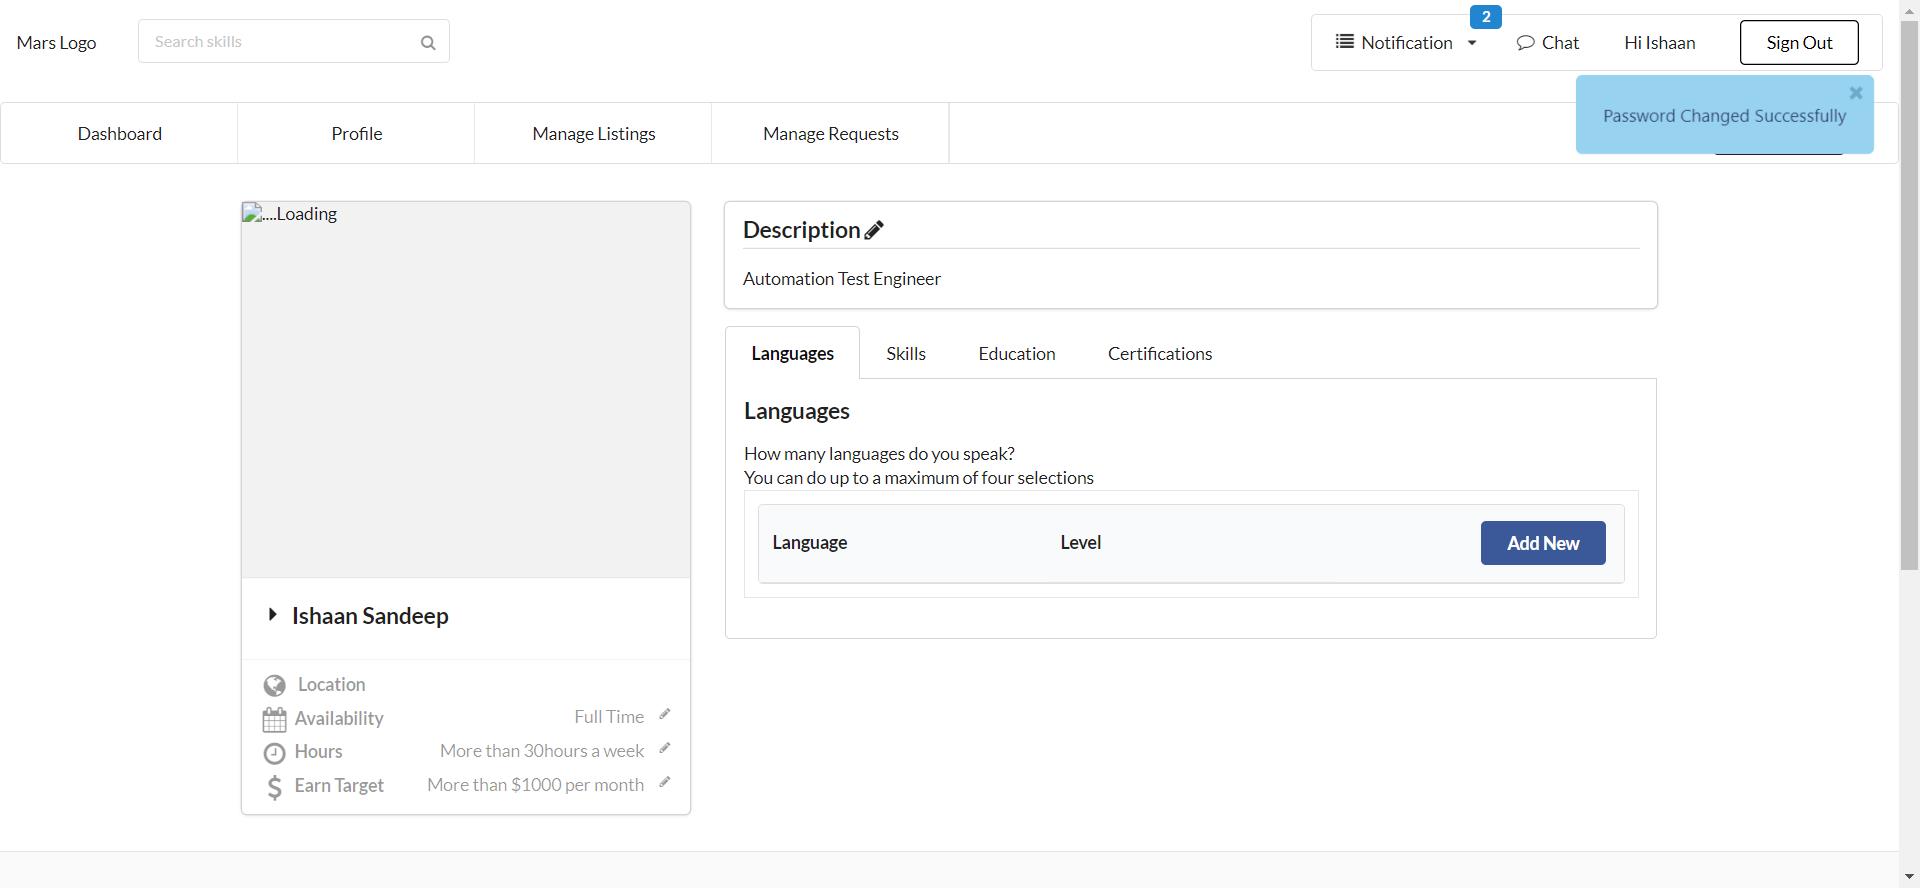 Mars Logo
Search skills
2
Notification
Chat
Hi Ishaan
Sign Out
Password Changed Successfully
Dashboard
Profile
Manage Listings
Manage Requests
....Loading
Description
Automation Test Engineer
Languages
Skills
Education
Certifications
Languages
How many languages do you speak?
You can do up to a maximum of four selections
Language
Level
Add New
Ishaan Sandeep
Location
Availability
Full Time
Hours
More than 30hours a week
Earn Target
More than $1000 per month